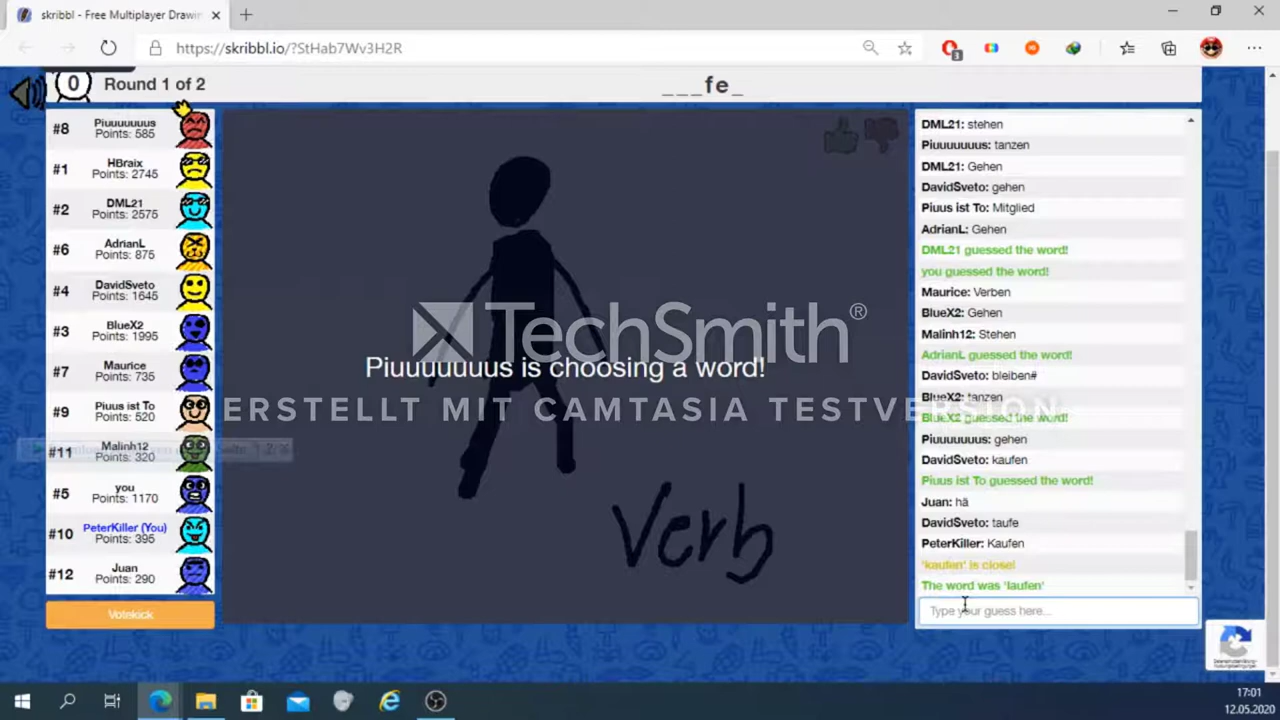 skribbl - Free Multiplayer Drawin
https://skribbl.io/?StHab7Wv3H2R
3
0
Round 1 of 2
___fe_
#8 Piuuuuuuus
Points: 585
#1 HBraix
Points: 2745
#2 DML21
Points: 2575
#6 AdrianL
Points: 875
#4 DavidSveto
Points: 1645
#3 BlueX2
Points: 1995
#7 Maurice
Points: 735
#9 Piuus ist To
Points: 520
#11 Malinh12
Points: 320
#5 you
Points: 1170
#10 PeterKiller (You)
Points: 395
#12 Juan
Points: 290
Votekick
TechSmith®
Piuuuuuuus is choosing a word!
ERSTELLT MIT CAMTASIA TESTVERSION
Verb
DML21: stehen
Piuuuuuuus: tanzen
DML21: Gehen
DavidSveto: gehen
Piuus ist To: Mitglied
AdrianL: Gehen
DML21 guessed the word!
you guessed the word!
Maurice: Verben
BlueX2: Gehen
Malinh12: Stehen
AdrianL guessed the word!
DavidSveto: bleiben#
BlueX2: tanzen
BlueX2 guessed the word!
Piuuuuuuus: gehen
DavidSveto: kaufen
Piuus ist To guessed the word!
Juan: hä
DavidSveto: taufe
PeterKiller: Kaufen
'kaufen' is close!
The word was 'laufen'
Type your guess here...
17:01
12.05.2020